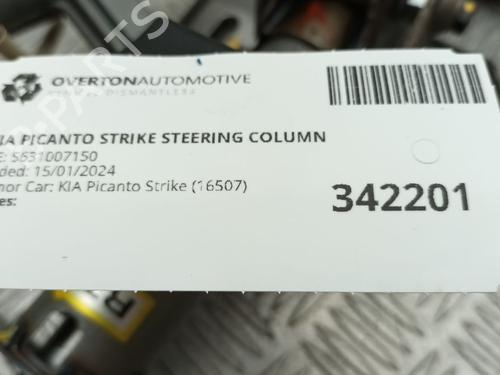 OVERTONAUTOMOTIVE
IA PICANTO STRIKE STEERING COLUMN
E: 5631007150
ded: 15/01/2024
nor Car: KIA Picanto Strike (16507)
es:
342201